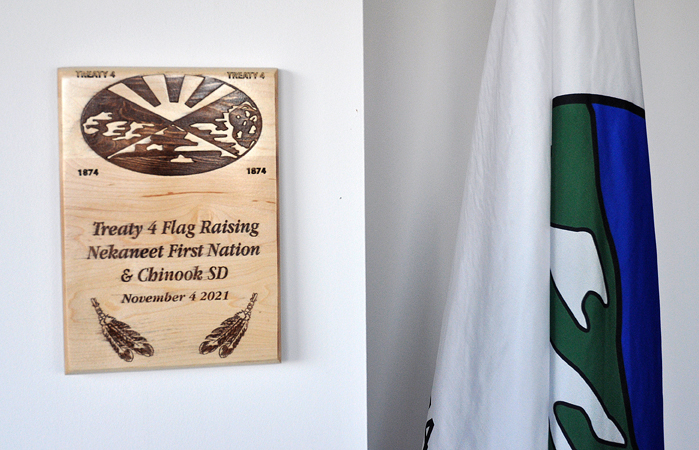 TREATY 4 TREATY 4
1874 1874
Treaty 4 Flag Raising
Nekaneet First Nation
& Chinook SD
November 4 2021